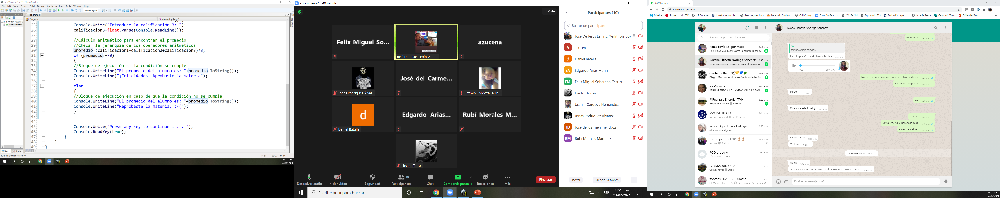 JoseValenciaCruz08 - SharpDevelop
File Edit View Project Build Debug Search Analysis Tools Window Help
Default layout
Projects
Program.cs
Solution JoseVale
JoseValenciaC
Program
Main(string[] args)
Properties
25 Console.Write("Introduce la calificación 3: ");
26 calificacion3=float.Parse(Console.ReadLine());
27
28 //Cálculo aritmético para encontrar el promedio
29 //Checar la jerarquía de los operadores aritméticos
30 promedio=(calificacion1+calificacion2+calificacion3)/3;
31 if (promedio>=70)
32 {
33 //Bloque de ejecución si la condición se cumple
34 Console.WriteLine("El promedio del alumno es: "+promedio.ToString());
35 Console.WriteLine("¡Felicidades! Aprobaste la materia");
36 }
37 else
38 {
39 //Bloque de ejecución en caso de que la condición no se cumpla
40 Console.WriteLine("El promedio del alumno es: "+promedio.ToString());
41 Console.WriteLine("Reprobaste la materia, :-(");
42 }
43
44
45 Console.Write("Press any key to continue . . . ");
46 Console.ReadKey(true);
47 }
48 }
49 }
Pro... Tools
Build finished successfully.
ln 31 col 23 ch 14
08:51 a. m.
23/02/2021
Zoom Reunión 40 minutos
Vista
Felix Miguel So...
José De Jesús Lenin Vale...
azucena
Jonas Rodríguez Álvar...
José del Carme...
Jazmin Córdova Hern...
d
Daniel Batalla
Edgardo Arias...
Rubí Morales M...
Hector Torres
Desactivar audio
Iniciar video
Seguridad
10
Participantes
Chat
Compartir pantalla
Reacciones
Más
Finalizar
Participantes (10)
Buscar un participante
José De Jesús Lenin... (Anfitrión, yo)
A azucena
d Daniel Batalla
EA Edgardo Arias Marin
FM Felix Miguel Soberano Castro
Hector Torres
Jazmin Córdova Hernández
Jonas Rodríguez Álvarez
JD José del Carmen mendoza
RM Rubí Morales Martinez
Invitar
Silenciar a todos
...
Escribe aquí para buscar
ESP
08:51 a. m.
23/02/2021
(5) WhatsApp
web.whatsapp.com
Mi telcel Promep EDD SIE Docentes Plataforma moodle... Sears pago en línea Desarrollo Académi... CVU Conacyt Zoom Conferencias CVU TecNM Diplomado ITSS Evaluación departa... Material Teams Calendario Teams Evidencias Teams
Buscar o empezar un chat nuevo
Retas covid (21 per max). 8:51 a. m.
+52 1 932 593 4624: Corre lo mismo Richi q... 68
Roxana Lizbeth Noriega Sanchez 8:46 a. m.
Te voy a esperar ,no me voy a ir al mercado ... 2
Gente de Bien 8:43 a. m.
Diego: Muchas felicidades Conta @Javier Bo... 2
Isa Calzada 8:40 a. m.
SEGUIMIENTO A LA INVITACION A LA TAN... 2
@Fuerza y Energia ITVH 8:36 a. m.
Argentina Joana: Sticker 3
MAGISTERIO F.C. 8:32 a. m.
Nabor: Pura vedette y plásticos
Rebeca Gpe Juárez Hidalgo 8:15 a. m.
a ver si a alguien
Los mejores del "B" 8:01 a. m.
Arturo: Sticker
POO grupo A 7:50 a. m.
Saludos a todos
*VODKA JUNIORS* ayer
Compa tavo: Sticker
#Somos SDA-ITSS, Sumate ayer
CP Victor Ulises ITSS: Este mensaje fue eliminado
Roxana Lizbeth Noriega Sanchez
y cinturón 8:32 a. m.
Tú
tampoco traje colación
En esto pensé cuando lavaba trastes 8:36 a. m.
0:09 8:37 a. m.
No puedo poner audio porque ya estoy en clases 8:41 a. m.
a eso vine temprano 8:41 a. m.
Perdón 8:41 a. m.
ok 8:41 a. m.
Que si dejaste tu reloj 8:41 a. m.
gracias 8:41 a. m.
voy a tener que pasar a la casa 8:41 a. m.
antes de ir al tec 8:42 a. m.
En el vestido 8:41 a. m.
Vestidor 8:41 a. m.
2 MENSAJES NO LEÍDOS
Así es 8:42 a. m.
Te voy a esperar ,no me voy a ir al mercado hasta que vengas 8:46 a. m.
Escribe un mensaje aquí
08:51 a. m.
23/02/2021